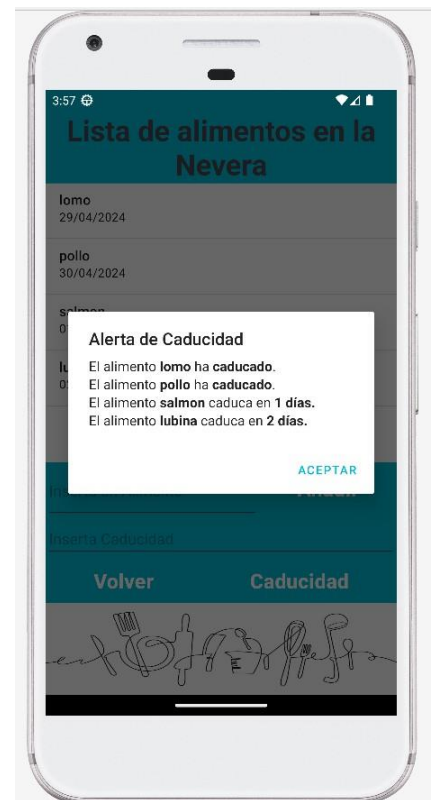 3:57
Lista de alimentos en la
Nevera
lomo
29/04/2024
pollo
30/04/2024
Alerta de Caducidad
El alimento lomo ha caducado.
El alimento pollo ha caducado.
El alimento salmon caduca en 1 días.
El alimento lubina caduca en 2 días.
ACEPTAR
Inserta Caducidad
Volver Caducidad